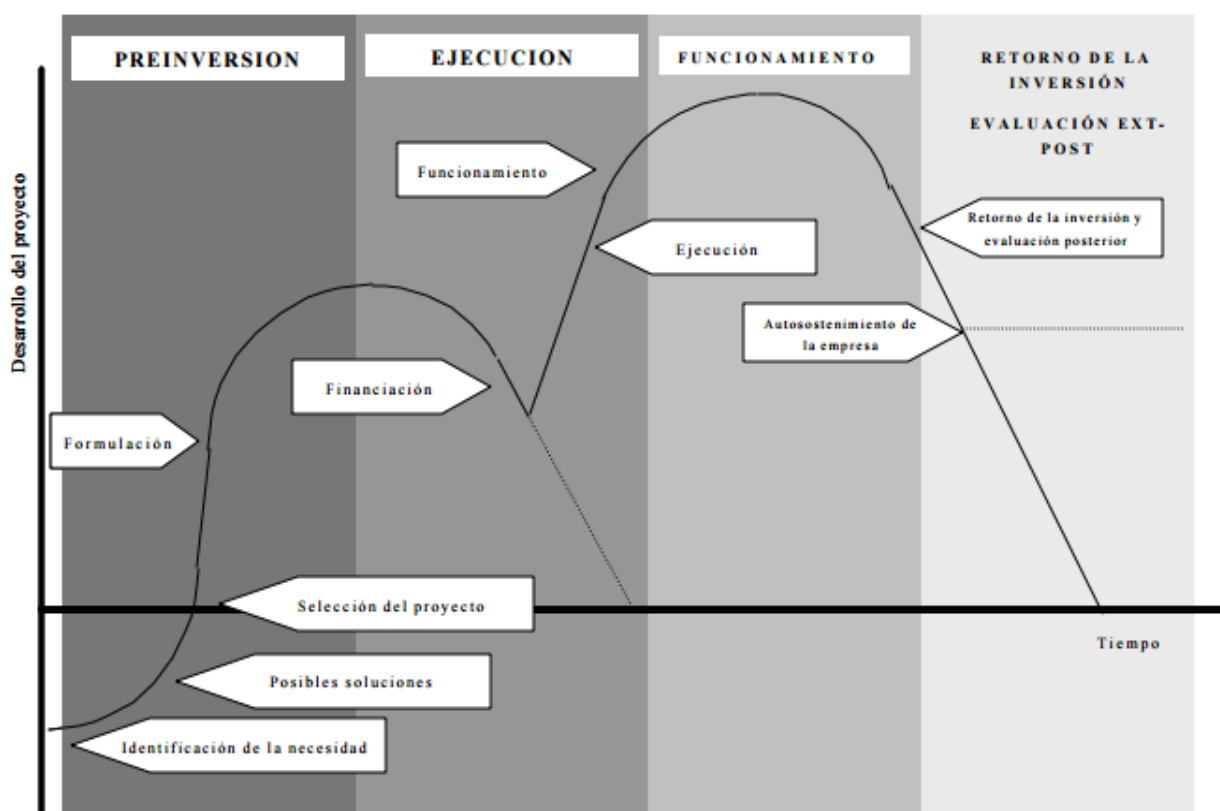 PREINVERSION
EJECUCION
FUNCIONAMIENTO
RETORNO DE LA
INVERSIÓN
EVALUACIÓN EXT-
POST
Desarrollo del proyecto
Funcionamiento
Retorno de la inversión y
evaluación posterior
Ejecución
Autosostenimiento de
la empresa
Financiación
Formulación
Selección del proyecto
Tiempo
Posibles soluciones
Identificación de la necesidad